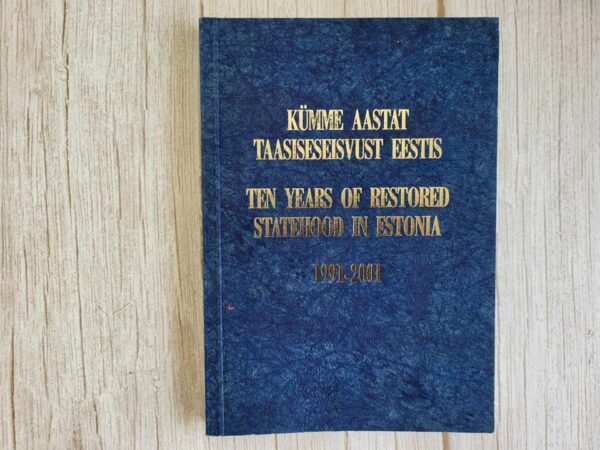 KÜMME AASTAT
TAASISESEISVUST EESTIS
TEN YEARS OF RESTORED
STATEHOOD IN ESTONIA
1991-2001